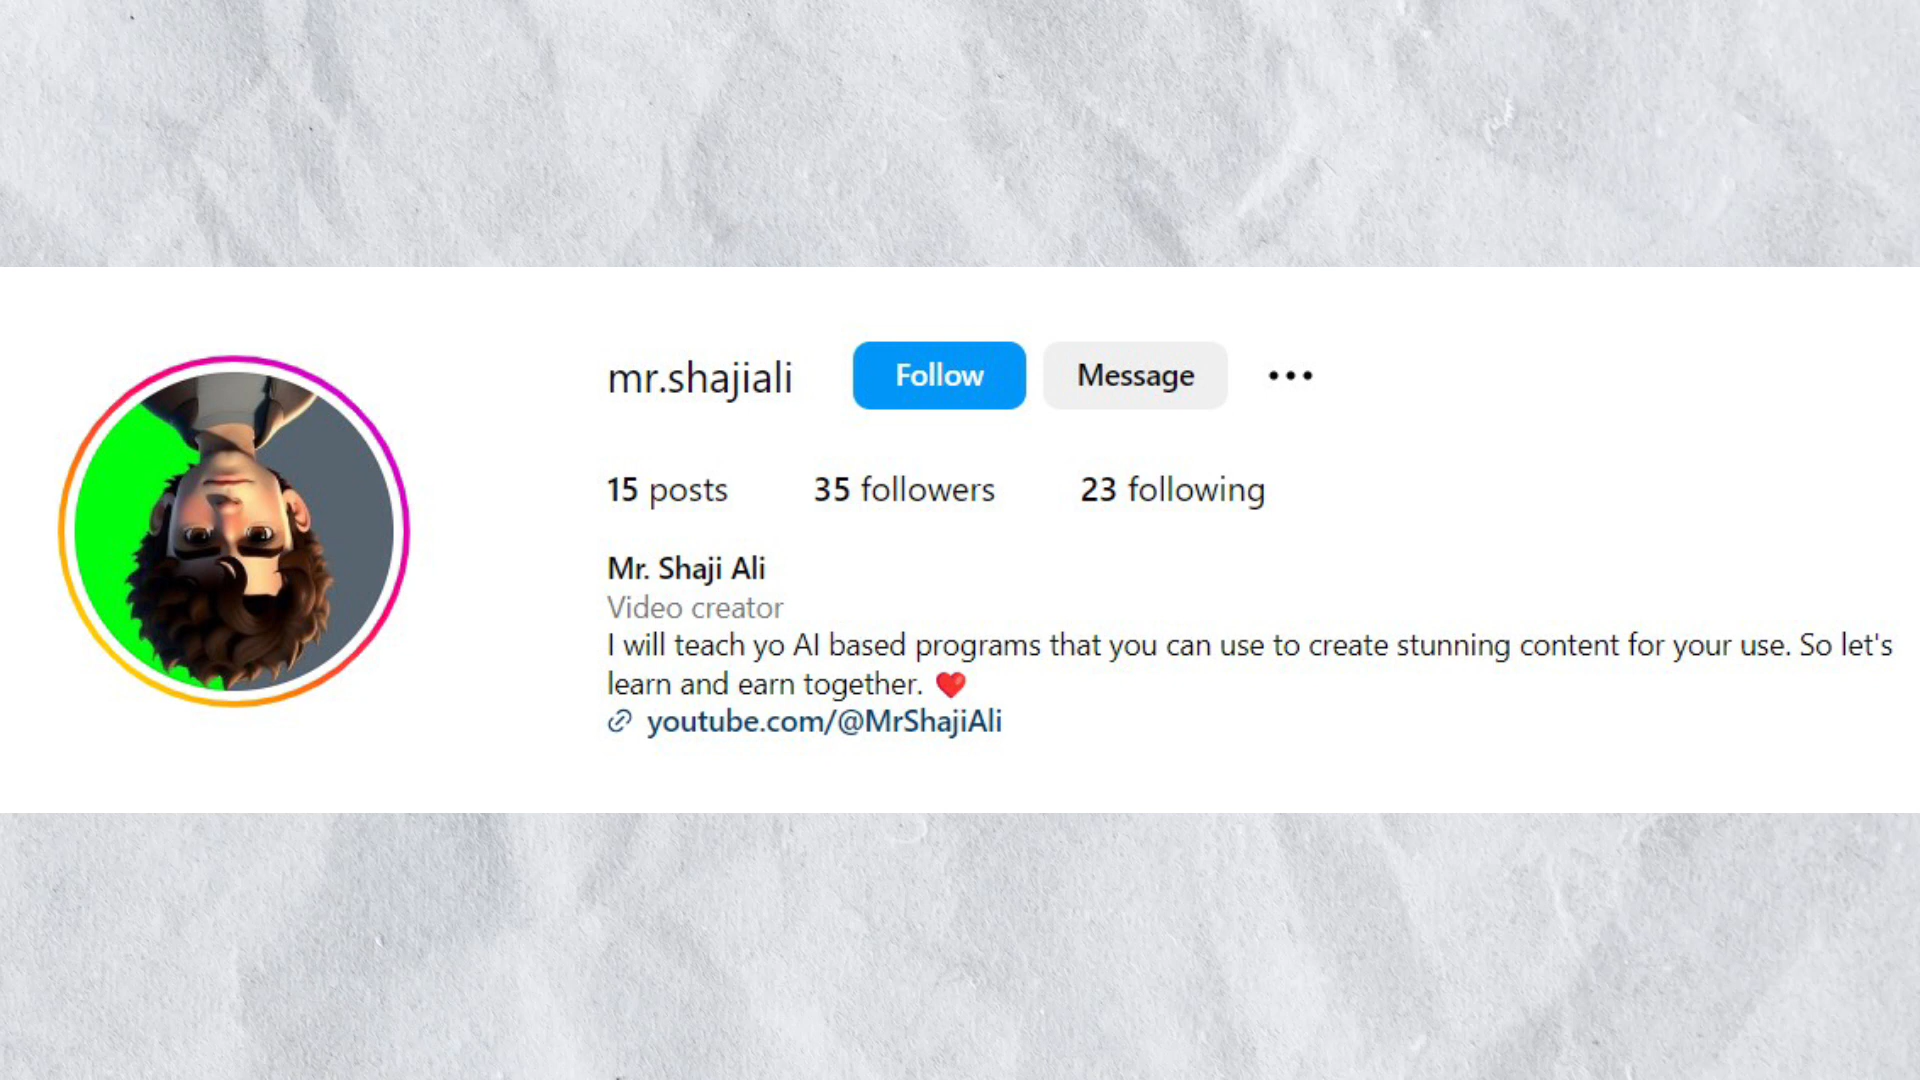 mr.shajiali Follow Message
15 posts 35 followers 23 following
Mr. Shaji Ali
Video creator
I will teach yo AI based programs that you can use to create stunning content for your use. So let's
learn and earn together. ❤️
youtube.com/@MrShajiAli